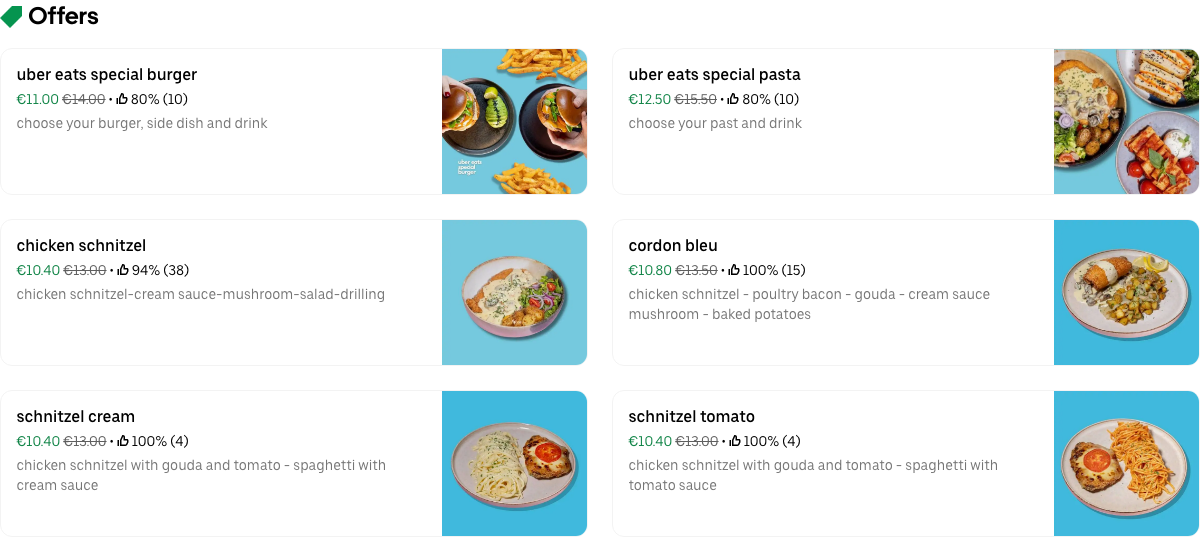 Offers
uber eats special burger
€11.00 €14.00 • 80% (10)
choose your burger, side dish and drink
uber eats
special
burger
uber eats special pasta
€12.50 €15.50 • 80% (10)
choose your past and drink
chicken schnitzel
€10.40 €13.00 • 94% (38)
chicken schnitzel-cream sauce-mushroom-salad-drilling
cordon bleu
€10.80 €13.50 • 100% (15)
chicken schnitzel - poultry bacon - gouda - cream sauce
mushroom - baked potatoes
schnitzel cream
€10.40 €13.00 • 100% (4)
chicken schnitzel with gouda and tomato - spaghetti with
cream sauce
schnitzel tomato
€10.40 €13.00 • 100% (4)
chicken schnitzel with gouda and tomato - spaghetti with
tomato sauce